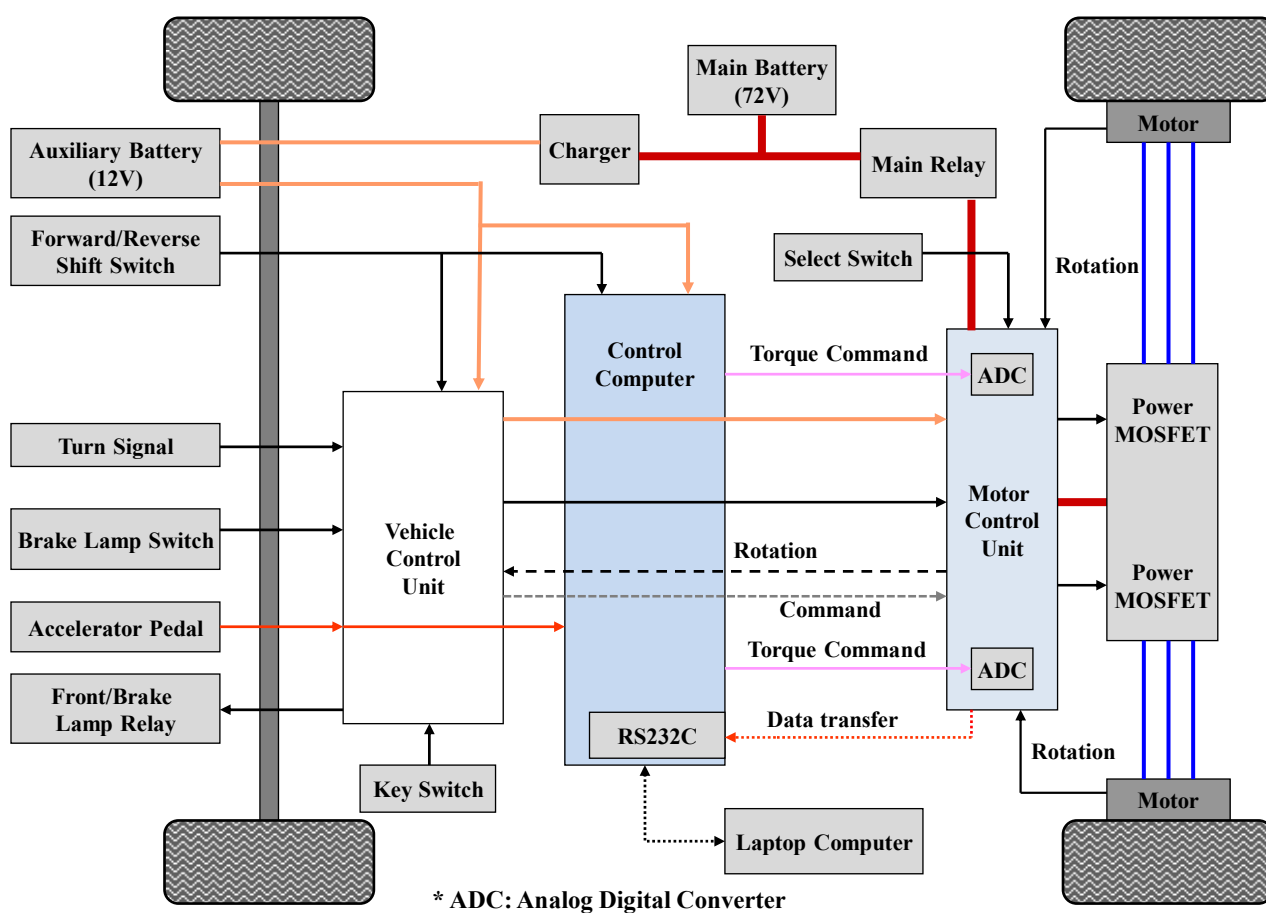 Main Battery
(72V)
Motor
Auxiliary Battery
(12V)
Charger
Main Relay
Forward/Reverse
Shift Switch
Select Switch
Rotation
Control
Computer
Torque Command
ADC
Power
MOSFET
Turn Signal
Brake Lamp Switch
Vehicle
Control
Unit
Motor
Control
Unit
Rotation
Command
Power
MOSFET
Accelerator Pedal
Torque Command
ADC
Front/Brake
Lamp Relay
RS232C
Data transfer
Rotation
Key Switch
Motor
Laptop Computer
* ADC: Analog Digital Converter